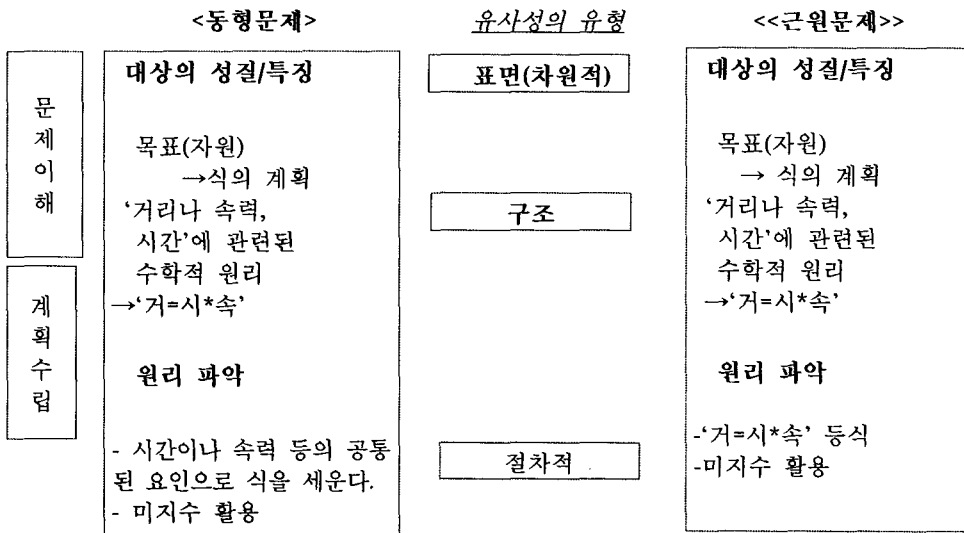 <동형문제>
유사성의 유형
<<근원문제>>
문제이해
대상의 성질/특징
목표(자원)
→식의 계획
‘거리나 속력,
시간’에 관련된
수학적 원리
→‘거=시*속’
계획수립
원리 파악
- 시간이나 속력 등의 공통
된 요인으로 식을 세운다.
- 미지수 활용
표면(차원적)
구조
절차적
대상의 성질/특징
목표(자원)
→ 식의 계획
‘거리나 속력,
시간’에 관련된
수학적 원리
→‘거=시*속’
원리 파악
-‘거=시*속’ 등식
-미지수 활용